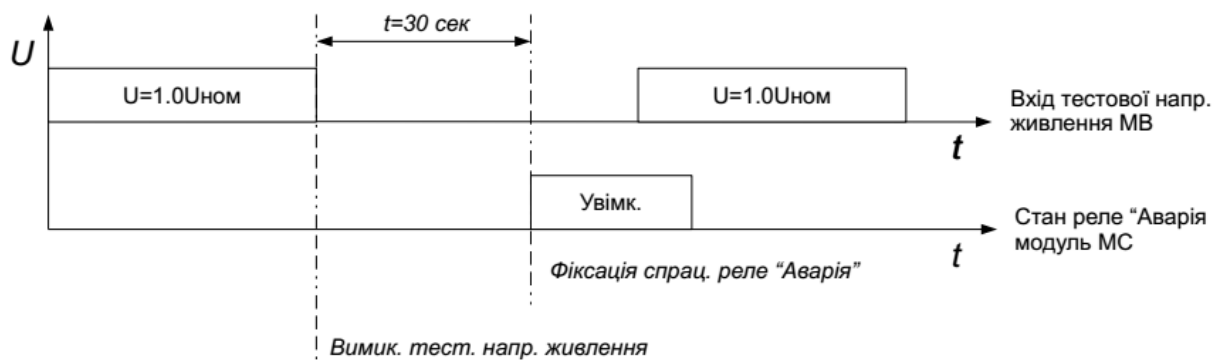 t=30 сек
U
U=1.0Uном
U=1.0Uном
Вхід тестової напр.
живлення МВ
t
Увімк.
Стан реле “Аварія
модуль МС
t
Фіксація спрац. реле “Аварія”
Вимик. тест. напр. живлення